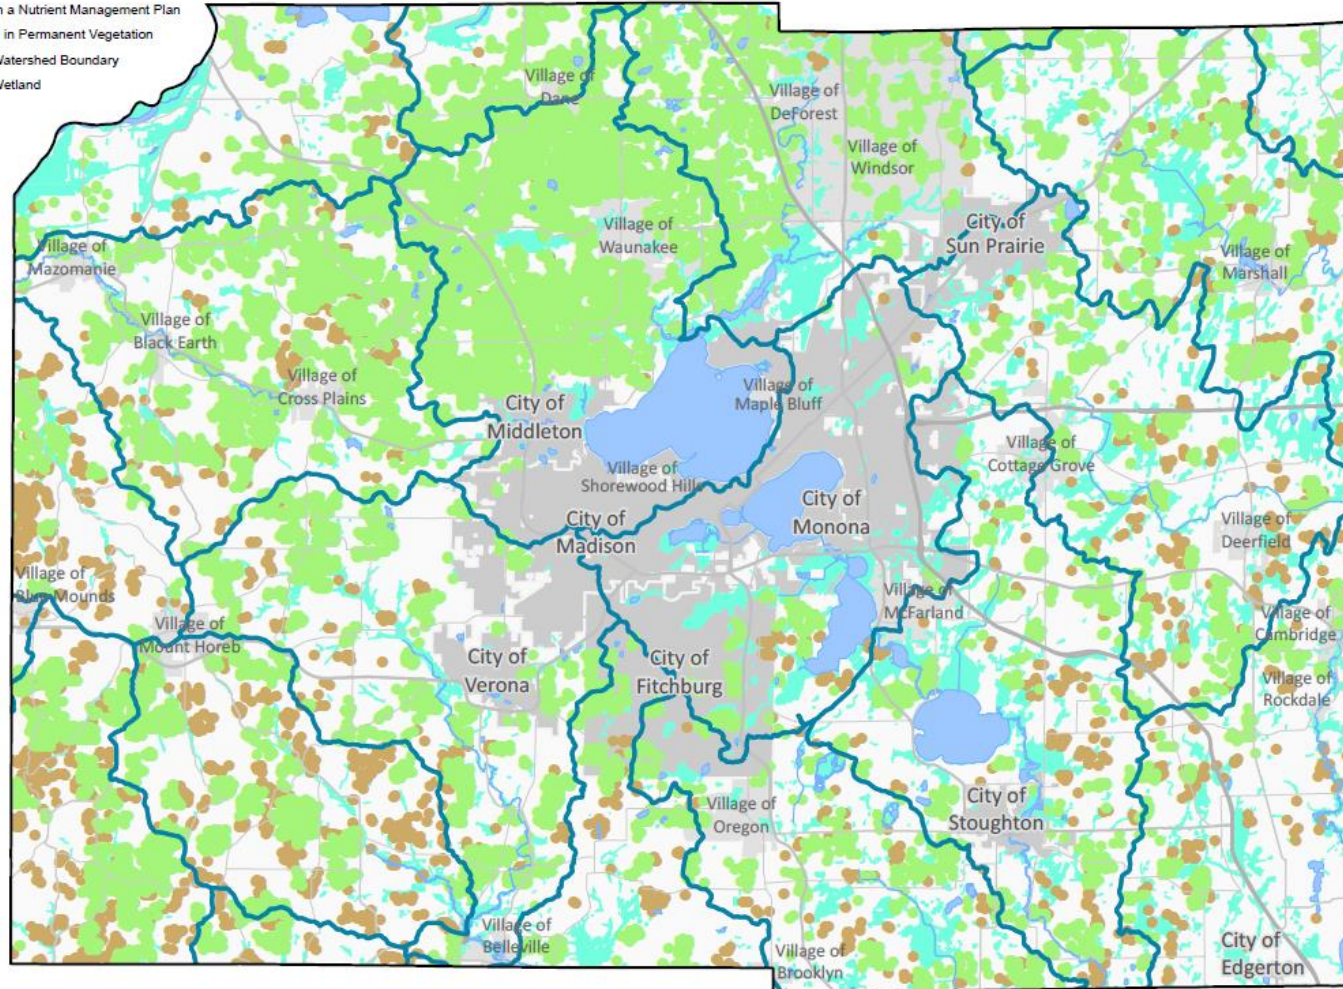 n a Nutrient Management Plan
in Permanent Vegetation
Watershed Boundary
Wetland
Village of
Dane
Village of
DeForest
Village of
Windsor
City of
Sun Prairie
Village of
Waunakee
Village of
Mazomanie
Village of
Marshall
Village of
Black Earth
Village of
Cross Plains
City of
Middleton
Village of
Maple Bluff
Village of
Cottage Grove
Village of
Shorewood Hills
City of
Monona
City of
Madison
Village of
Deerfield
Village of
Blue Mounds
Village of
Mount Horeb
Village of
McFarland
Village of
Cambridge
City of
Verona
City of
Fitchburg
Village of
Rockdale
Village of
Oregon
City of
Stoughton
Village of
Belleville
Village of
Brooklyn
City of
Edgerton